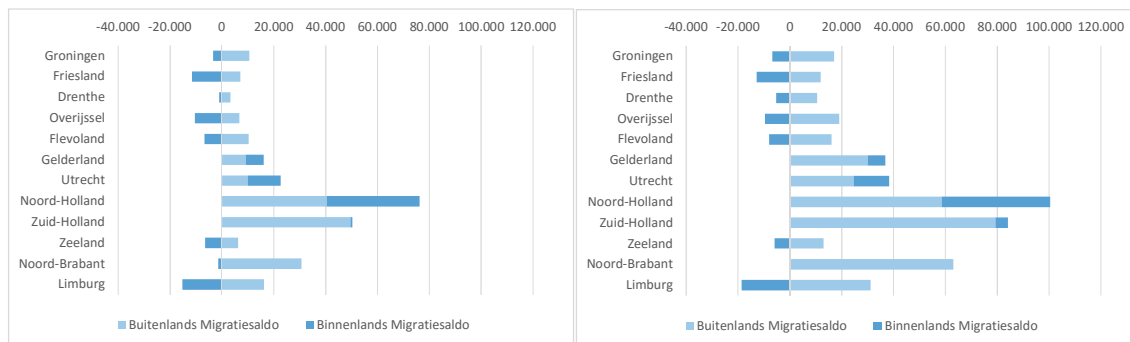 -40.000 -20.000 0 20.000 40.000 60.000 80.000 100.000 120.000
Groningen
Friesland
Drenthe
Overijssel
Flevoland
Gelderland
Utrecht
Noord-Holland
Zuid-Holland
Zeeland
Noord-Brabant
Limburg
Buitenlands Migratiesaldo Binnenlands Migratiesaldo
-40.000 -20.000 0 20.000 40.000 60.000 80.000 100.000 120.000
Groningen
Friesland
Drenthe
Overijssel
Flevoland
Gelderland
Utrecht
Noord-Holland
Zuid-Holland
Zeeland
Noord-Brabant
Limburg
Buitenlands Migratiesaldo Binnenlands Migratiesaldo